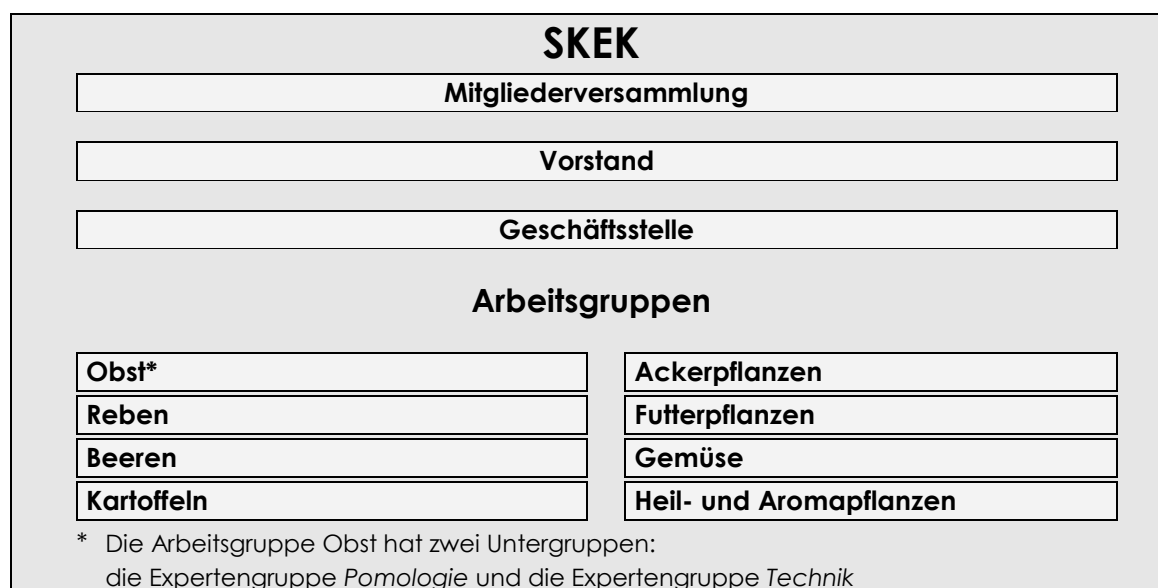 SKEK
Mitgliederversammlung
Vorstand
Geschäftsstelle
Arbeitsgruppen
Obst*
Ackerpflanzen
Reben
Futterpflanzen
Beeren
Gemüse
Kartoffeln
Heil- und Aromapflanzen
* Die Arbeitsgruppe Obst hat zwei Untergruppen:
die Expertengruppe Pomologie und die Expertengruppe Technik